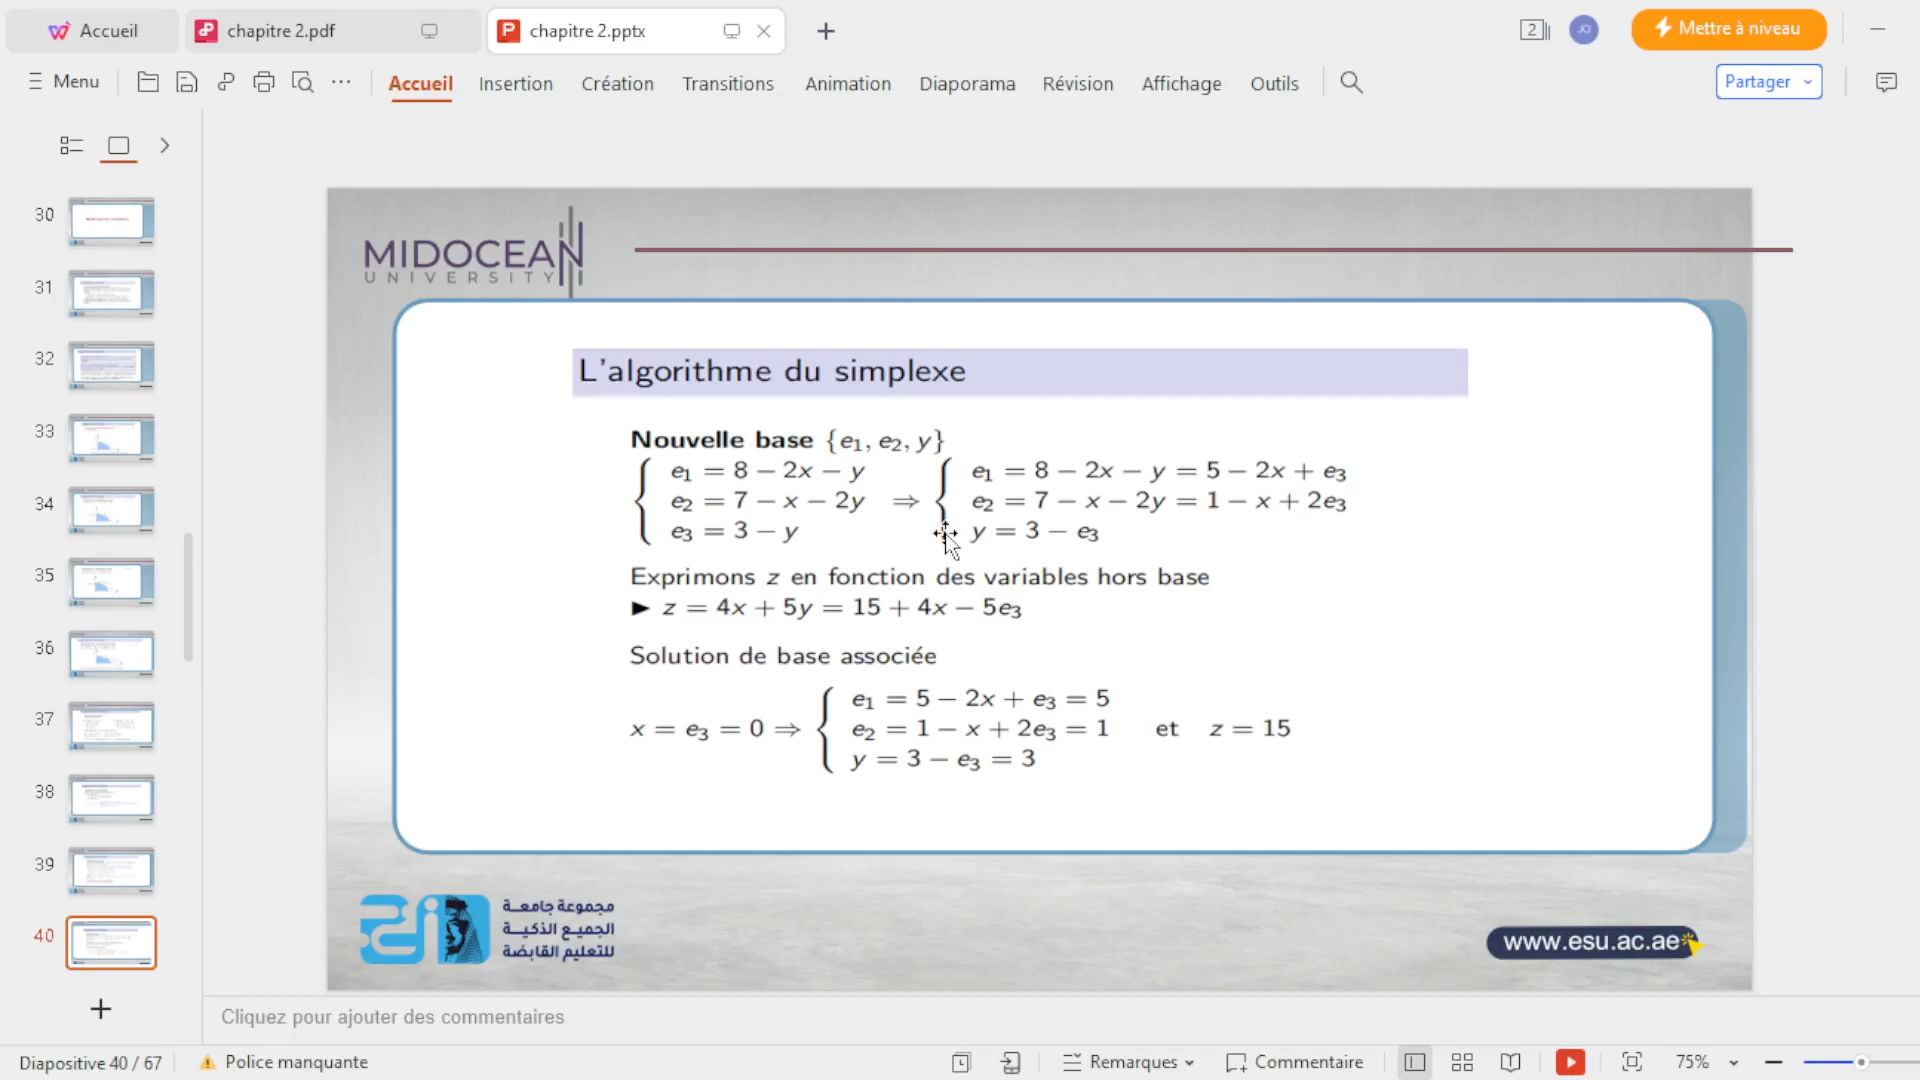 Accueil
chapitre 2.pdf
chapitre 2.pptx
2
JO
Mettre à niveau
Menu
Accueil
Insertion
Création
Transitions
Animation
Diaporama
Révision
Affichage
Outils
Partager
30
31
32
33
34
35
36
37
38
39
40
MIDOCEAN
UNIVERSITY
L'algorithme du simplexe
Nouvelle base {e₁, e₂, y}
{ e₁ = 8 − 2x − y
e₂ = 7 − x − 2y
e₃ = 3 − y
⇒
{ e₁ = 8 − 2x − y = 5 − 2x + e₃
e₂ = 7 − x − 2y = 1 − x + 2e₃
y = 3 − e₃
Exprimons z en fonction des variables hors base
► z = 4x + 5y = 15 + 4x − 5e₃
Solution de base associée
x = e₃ = 0 ⇒
{ e₁ = 5 − 2x + e₃ = 5
e₂ = 1 − x + 2e₃ = 1
y = 3 − e₃ = 3
et z = 15
مجموعة جامعة
الجميع الذكية
للتعليم القابضة
www.esu.ac.ae
Cliquez pour ajouter des commentaires
Diapositive 40 / 67
Police manquante
Remarques
Commentaire
75%